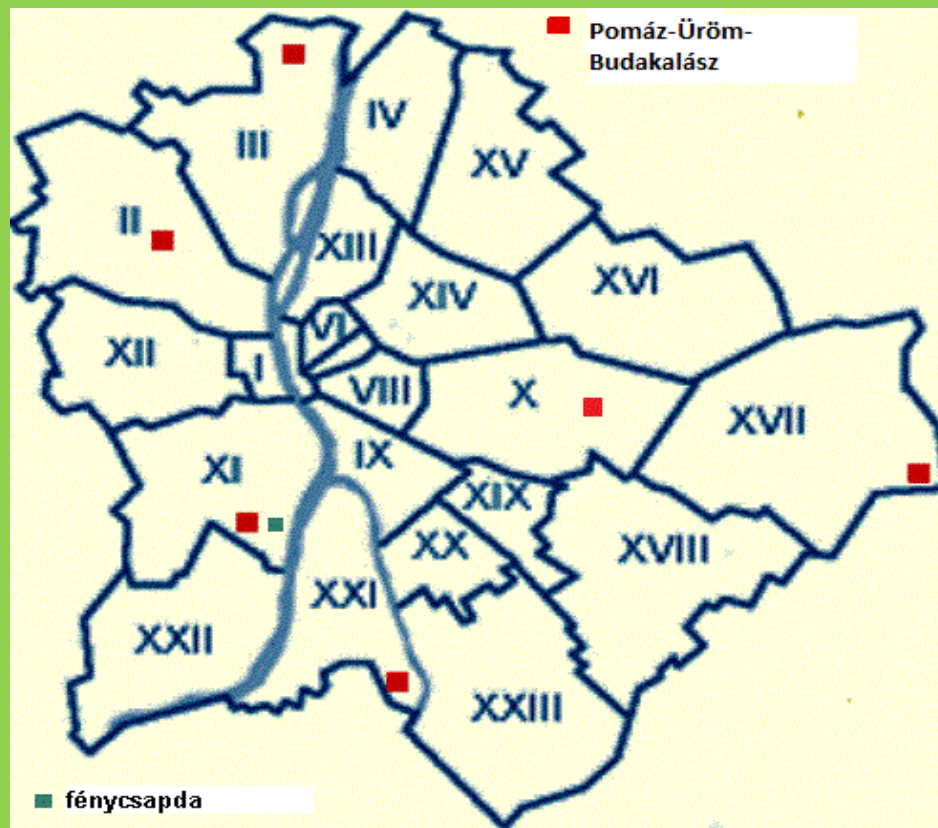 Pomáz-Üröm-
Budakalász
III
IV
XV
II
XIII
XIV
XVI
VI
XII
I
VIII
X
XVII
IX
XI
XIX
XX
XVIII
XXI
XXII
XXIII
fénycsapda